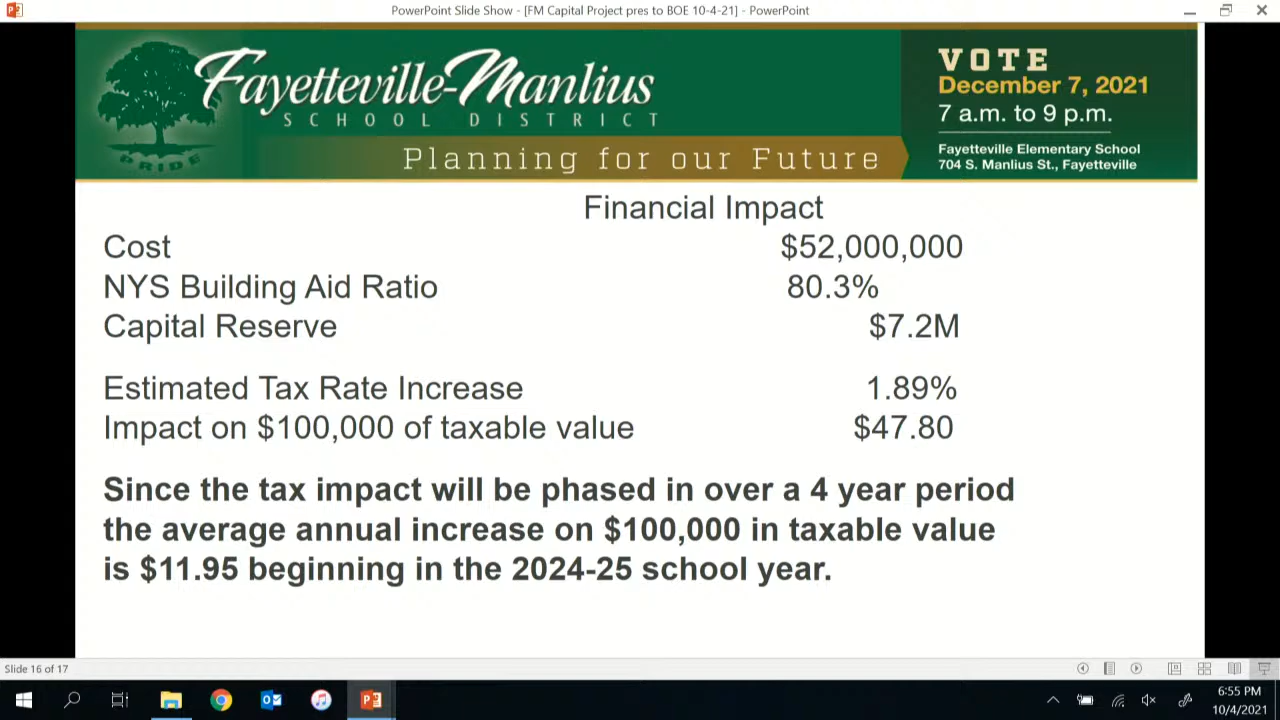 PowerPoint Slide Show - [FM Capital Project pres to BOE 10-4-21] - PowerPoint
Fayetteville-Manlius
SCHOOL DISTRICT
PRIDE
Planning for our Future
VOTE
December 7, 2021
7 a.m. to 9 p.m.
Fayetteville Elementary School
704 S. Manlius St., Fayetteville
Financial Impact
Cost $52,000,000
NYS Building Aid Ratio 80.3%
Capital Reserve $7.2M
Estimated Tax Rate Increase 1.89%
Impact on $100,000 of taxable value $47.80
Since the tax impact will be phased in over a 4 year period
the average annual increase on $100,000 in taxable value
is $11.95 beginning in the 2024-25 school year.
Slide 16 of 17
6:55 PM
10/4/2021